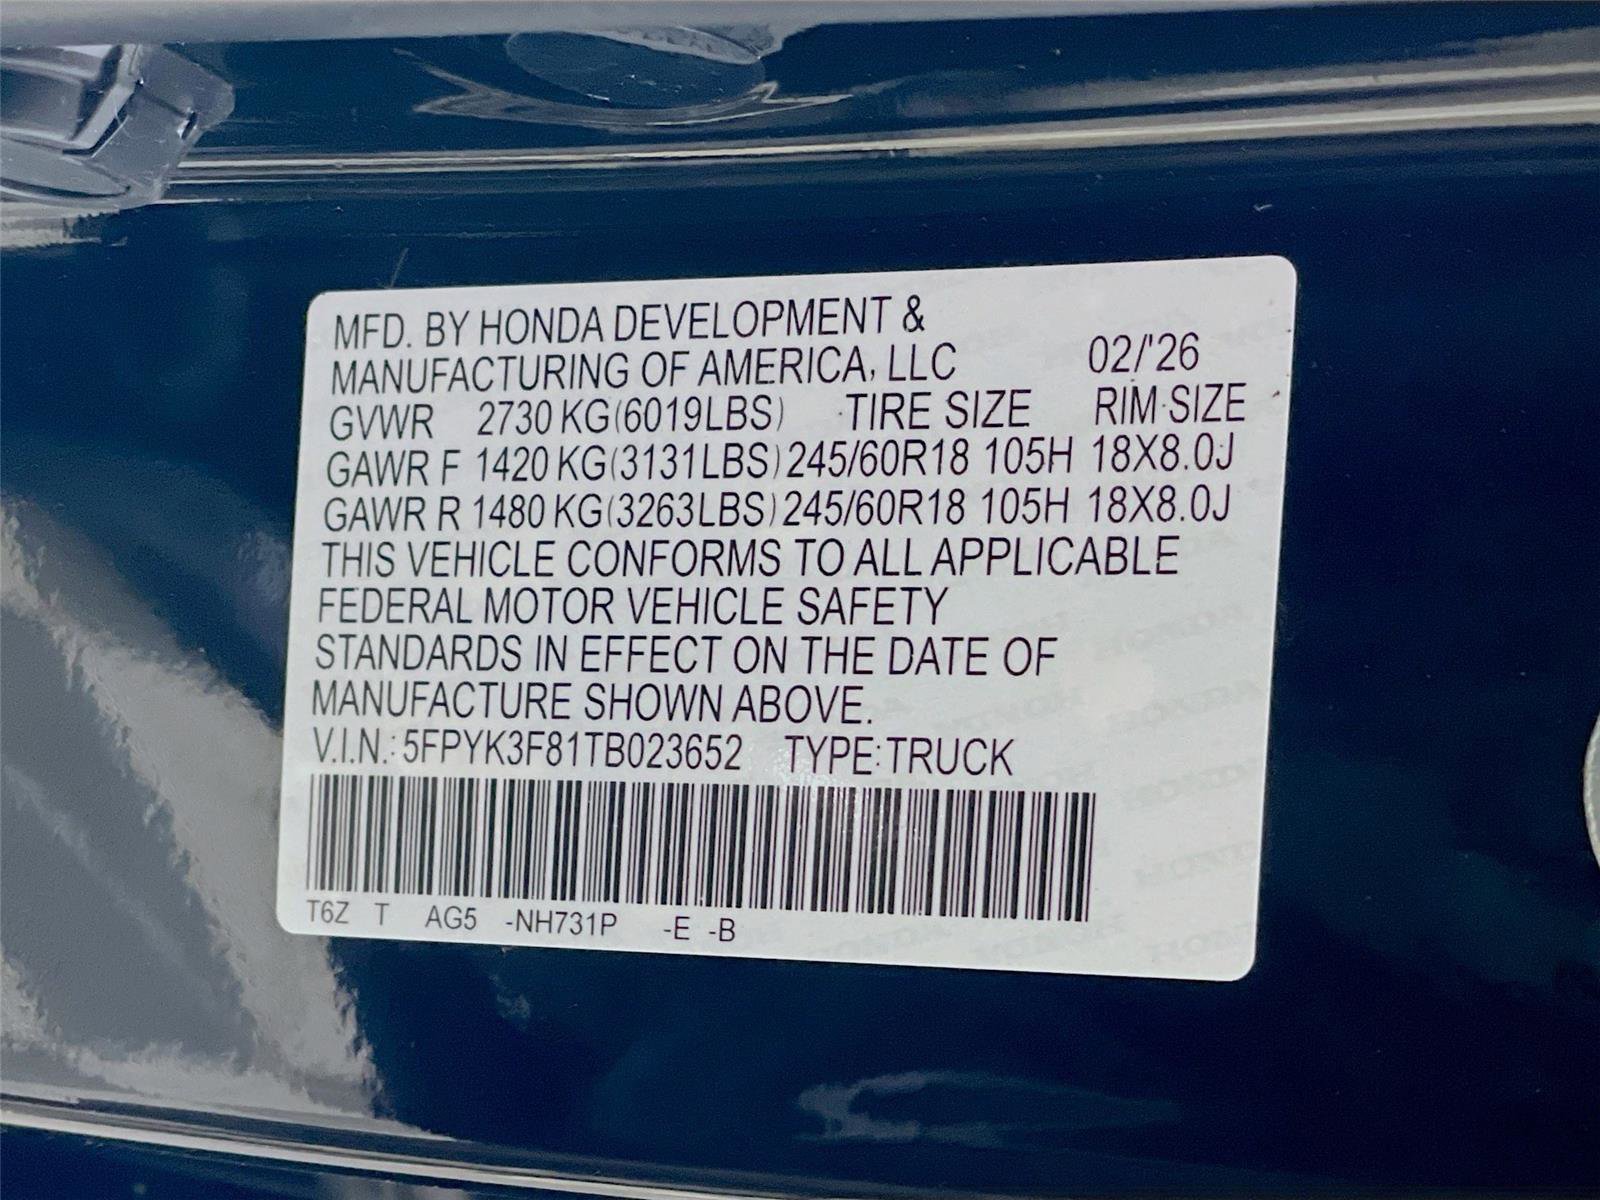 MFD. BY HONDA DEVELOPMENT &
MANUFACTURING OF AMERICA, LLC 02/'26
GVWR 2730 KG(6019LBS) TIRE SIZE RIM SIZE
GAWR F 1420 KG(3131LBS) 245/60R18 105H 18X8.0J
GAWR R 1480 KG(3263LBS) 245/60R18 105H 18X8.0J
THIS VEHICLE CONFORMS TO ALL APPLICABLE
FEDERAL MOTOR VEHICLE SAFETY
STANDARDS IN EFFECT ON THE DATE OF
MANUFACTURE SHOWN ABOVE.
V.I.N.: 5FPYK3F81TB023652 TYPE: TRUCK
T6Z T AG5 -NH731P -E -B